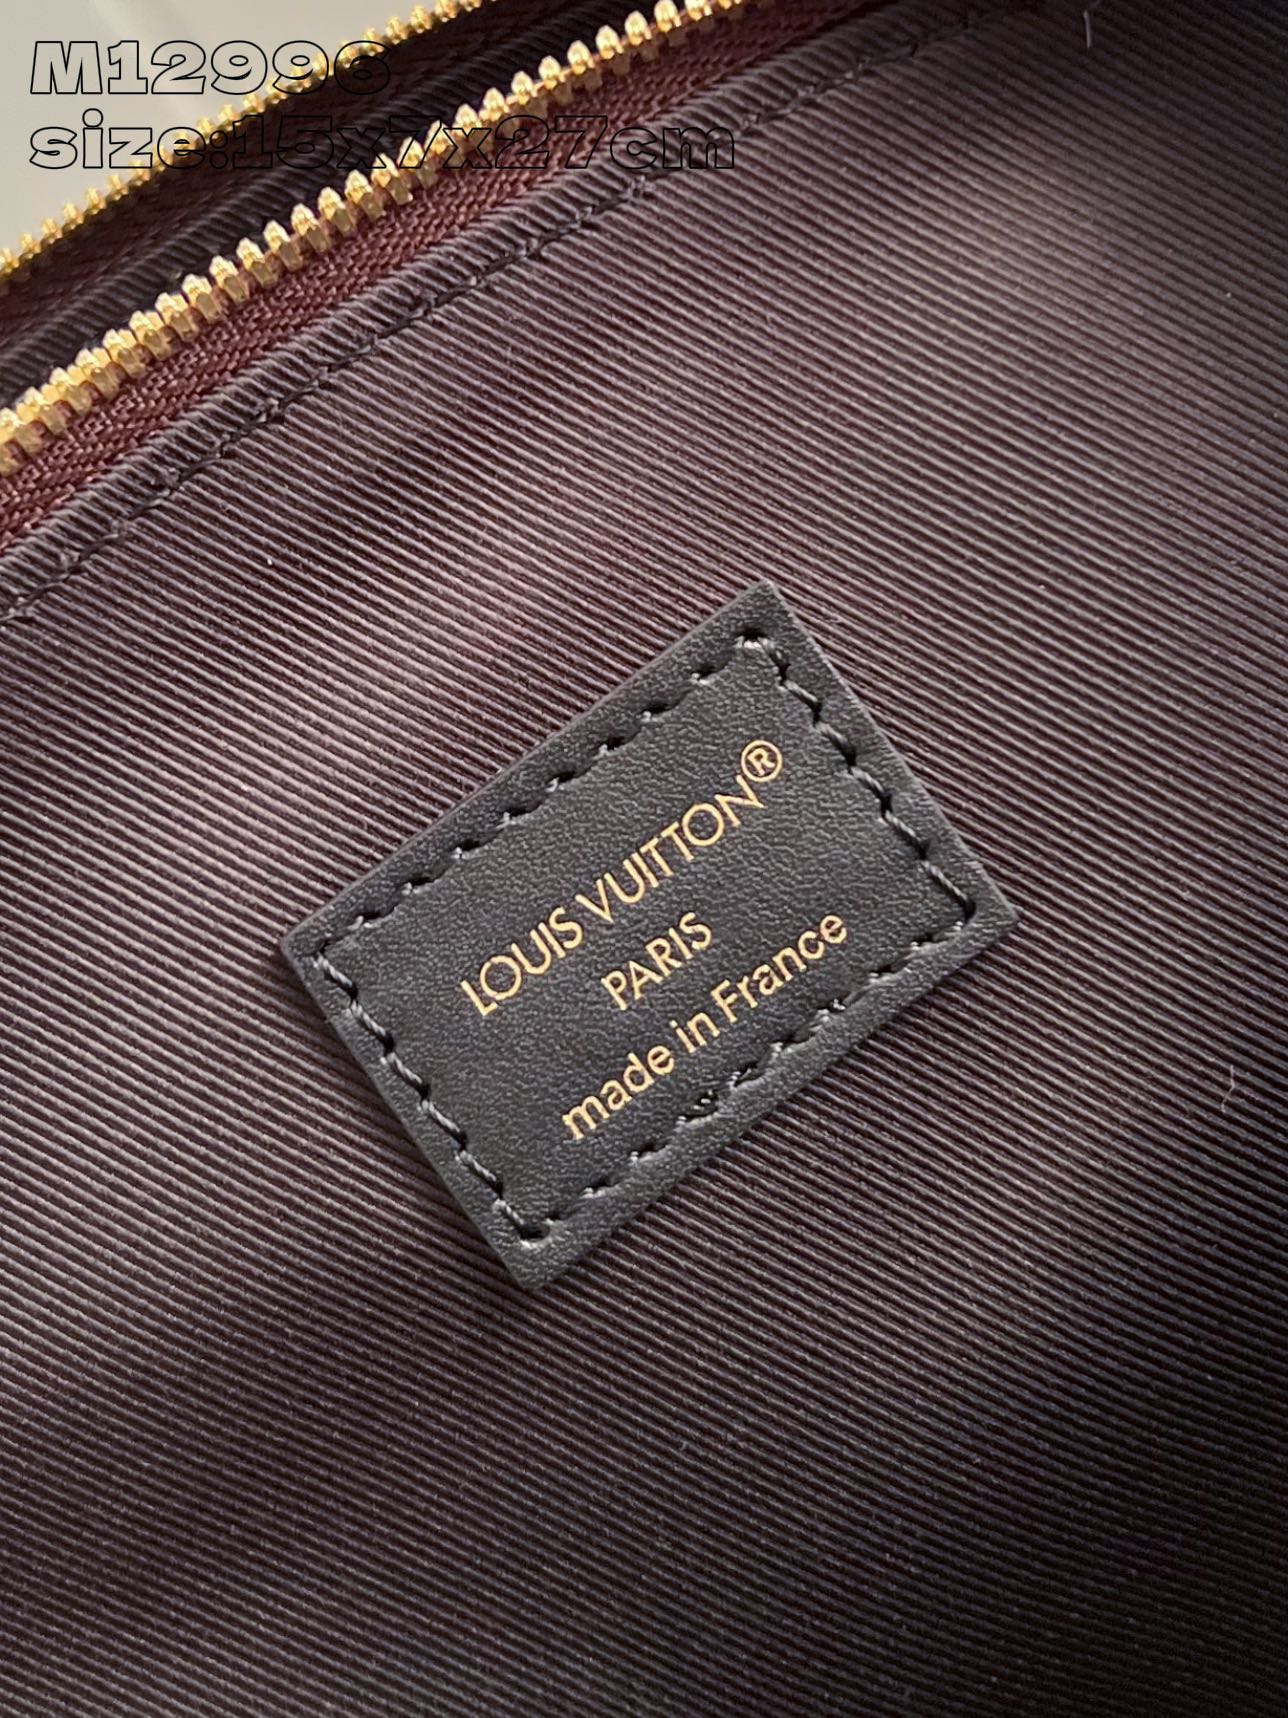 M12996
size:15x7x27cm
LOUIS VUITTON®
PARIS
made in France